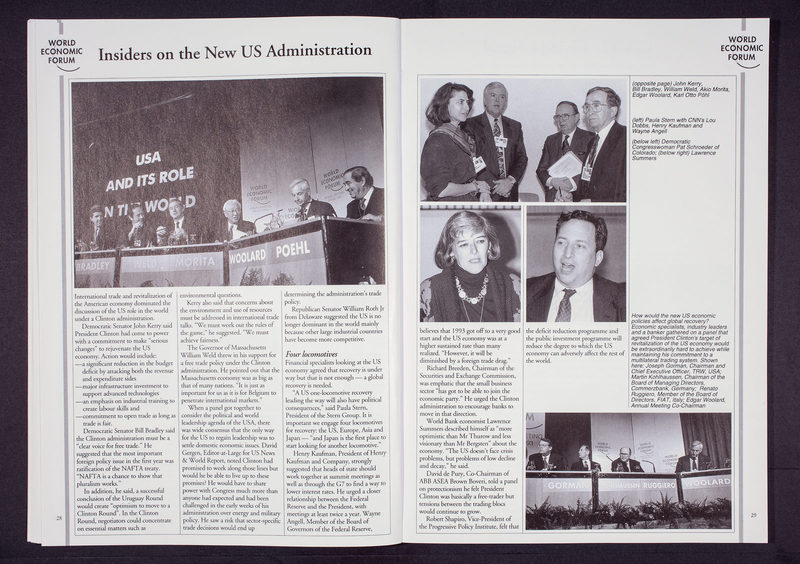 WORLD
ECONOMIC
FORUM
Insiders on the New US Administration
USA
AND ITS ROLE
IN THE WORLD
WORLD
ECONOMIC
FORUM
BRADLEY
WELD
MORITA
WOOLARD
POEHL
International trade and revitalization of
the American economy dominated the
discussion of the US role in the world
under a Clinton administration.
Democratic Senator John Kerry said
President Clinton had come to power
with a commitment to make "serious
changes" to rejuvenate the US
economy. Action would include:
—a significant reduction in the budget
deficit by attacking both the revenue
and expenditure sides
—major infrastructure investment to
support advanced technologies
—an emphasis on industrial training to
create labour skills and
—commitment to open trade as long as
trade is fair.
Democratic Senator Bill Bradley said
the Clinton administration must be a
"clear voice for free trade." He
suggested that the most important
foreign policy issue in the first year was
ratification of the NAFTA treaty.
"NAFTA is a chance to show that
pluralism works."
In addition, he said, a successful
conclusion of the Uruguay Round
would create "optimism to move to a
Clinton Round". In the Clinton
Round, negotiators could concentrate
on essential matters such as
environmental questions.
Kerry also said that concerns about
the environment and use of resources
must be addressed in international trade
talks. "We must work out the rules of
the game," he suggested. "We must
achieve fairness."
The Governor of Massachusetts
William Weld threw in his support for
a free trade policy under the Clinton
administration. He pointed out that the
Massachusetts economy was as big as
that of many nations. "It is just as
important for us as it is for Belgium to
penetrate international markets."
When a panel got together to
consider the political and world
leadership agenda of the USA, there
was wide consensus that the only way
for the US to regain leadership was to
settle domestic economic issues. David
Gergen, Editor-at-Large for US News
& World Report, noted Clinton had
promised to work along those lines but
would he be able to live up to these
promises? He would have to share
power with Congress much more than
anyone had expected and had been
challenged in the early weeks of his
administration over energy and military
policy. He saw a risk that sector-specific
trade decisions would end up
determining the administration's trade
policy.
Republican Senator William Roth Jr
from Delaware suggested the US is no
longer dominant in the world mainly
because other large industrial countries
have become more competitive.
Four locomotives
Financial specialists looking at the US
economy agreed that recovery is under
way but that is not enough — a global
recovery is needed.
"A US one-locomotive recovery
leading the way will also have political
consequences," said Paula Stern,
President of the Stern Group. It is
important we engage four locomotives
for recovery: the US, Europe, Asia and
Japan — "and Japan is the first place to
start looking for another locomotive."
Henry Kaufman, President of Henry
Kaufman and Company, strongly
suggested that heads of state should
work together at summit meetings as
well as through the G7 to find a way to
lower interest rates. He urged a closer
relationship between the Federal
Reserve and the President, with
meetings at least twice a year. Wayne
Angell, Member of the Board of
Governors of the Federal Reserve,
28
WORLD
ECONOMIC
FORUM
(opposite page) John Kerry,
Bill Bradley, William Weld, Akio Morita,
Edgar Woolard, Karl Otto Pöhl
(left) Paula Stern with CNN's Lou
Dobbs, Henry Kaufman and
Wayne Angell
(below left) Democratic
Congresswoman Pat Schroeder of
Colorado; (below right) Lawrence
Summers
believes that 1993 got off to a very good
start and the US economy was at a
higher sustained rate than many
realized. "However, it will be
diminished by a foreign trade drag."
Richard Breeden, Chairman of the
Securities and Exchange Commission,
was emphatic that the small business
sector "has got to be able to join the
economic party." He urged the Clinton
administration to encourage banks to
move in that direction.
World Bank economist Lawrence
Summers described himself as "more
optimistic than Mr Thurow and less
visionary than Mr Bergsten" about the
economy. "The US doesn't face crisis
problems, but problems of low decline
and decay," he said.
David de Pury, Co-Chairman of
ABB ASEA Brown Boveri, told a panel
on protectionism he felt President
Clinton was basically a free-trader but
tensions between the trading blocs
would continue to grow.
Robert Shapiro, Vice-President of
the Progressive Policy Institute, felt that
the deficit reduction programme and
the public investment programme will
reduce the degree to which the US
economy can adversely affect the rest of
the world.
How would the new US economic
policies affect global recovery?
Economic specialists, industry leaders
and a banker gathered on a panel that
agreed President Clinton's target of
revitalization of the US economy would
be extraordinarily hard to achieve while
maintaining his commitment to a
multilateral trading system. Shown
here: Joseph Gorman, Chairman and
Chief Executive Officer, TRW, USA;
Martin Kohlhaussen, Chairman of the
Board of Managing Directors,
Commerzbank, Germany; Renato
Ruggiero, Member of the Board of
Directors, FIAT, Italy; Edgar Woolard,
Annual Meeting Co-Chairman
GORMAN
RUGGIERO
WOOLARD
29